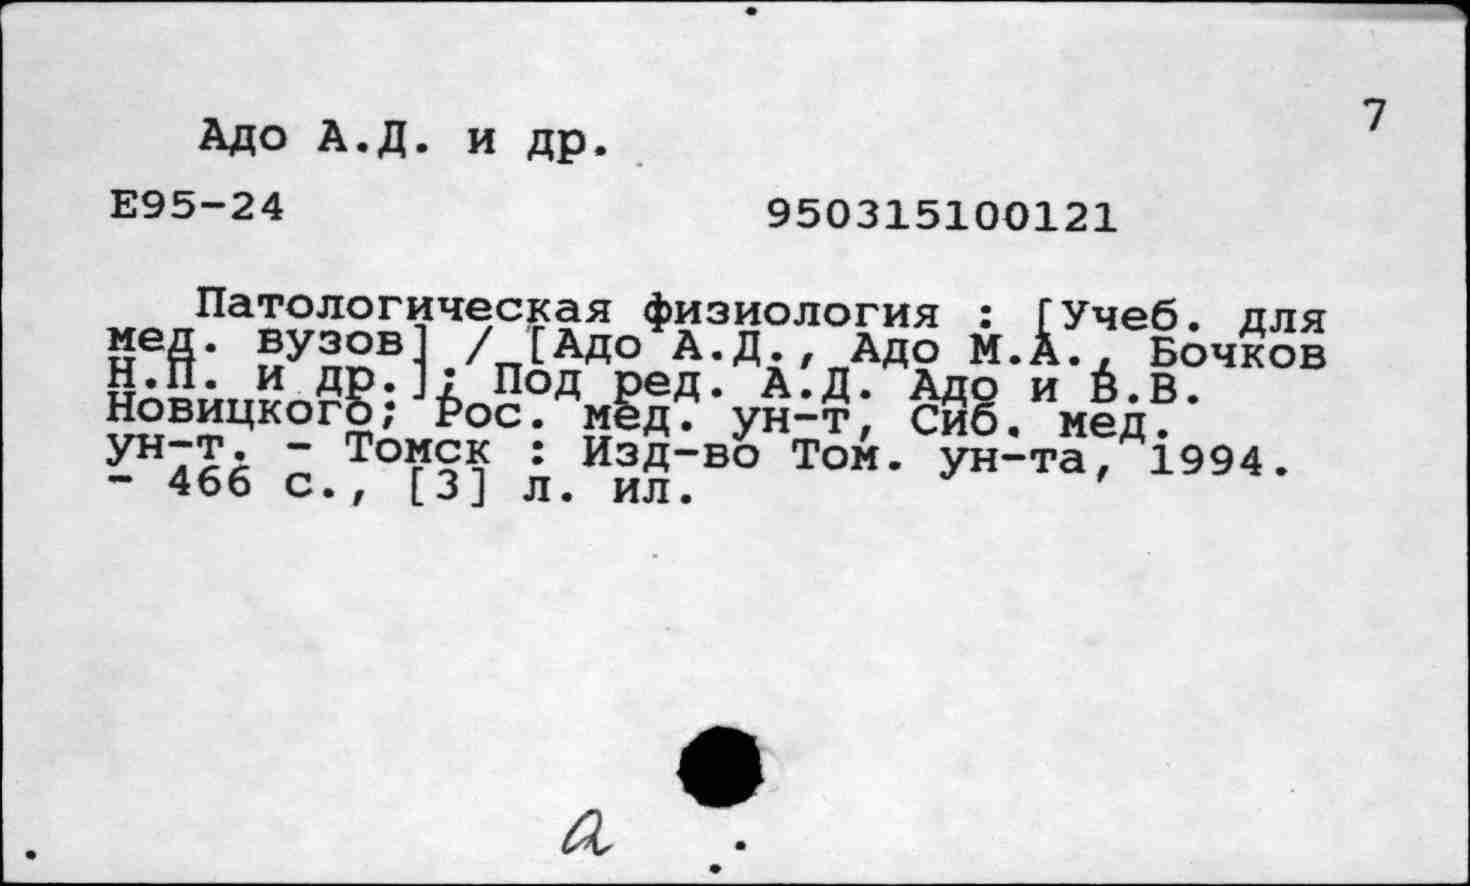 7
Адо А.Д. и др.
Е95-24 950315100121
Патологическая физиология : [Учеб. для
мед. вузов] / [Адо А.Д., Адо М.А., Бочков
Н.П. и др.]; Под ред. А.Д. Адо и В.В.
Новицкого; Рос. мед. ун-т, Сиб. мед.
ун-т. - Томск : Изд-во Том. ун-та, 1994.
- 466 с., [3] л. ил.
а